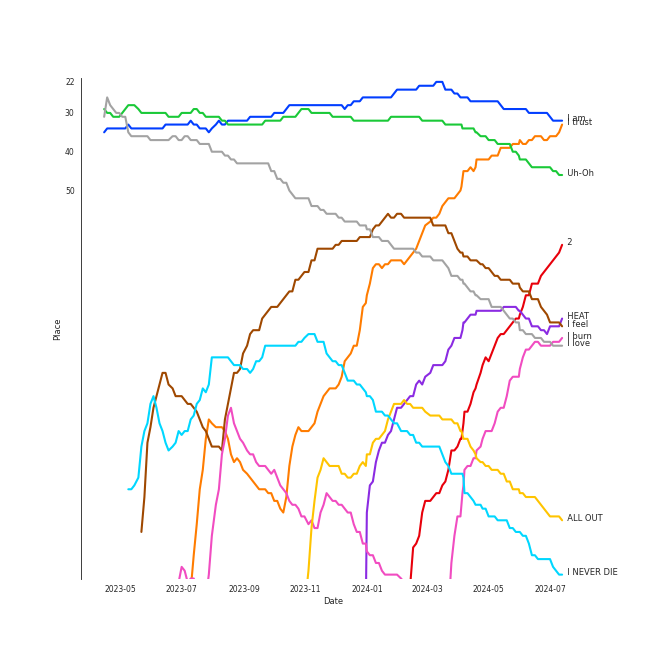 22
30
40
50
Place
I am
I trust
Uh-Oh
2
HEAT
I feel
I burn
I love
ALL OUT
I NEVER DIE
2023-05
2023-07
2023-09
2023-11
2024-01
2024-03
2024-05
2024-07
Date